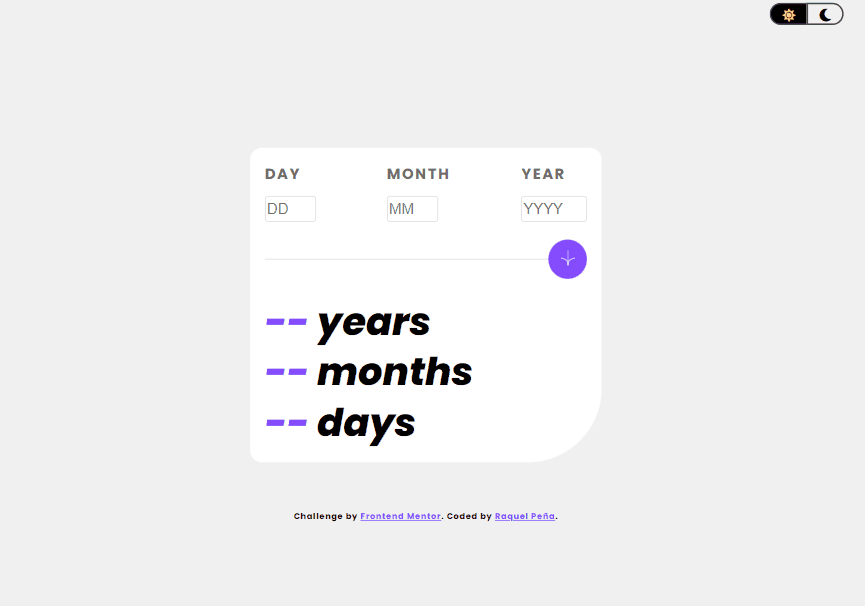 DAY MONTH YEAR
DD MM YYYY
-- years
-- months
-- days
Challenge by Frontend Mentor. Coded by Raquel Peña.